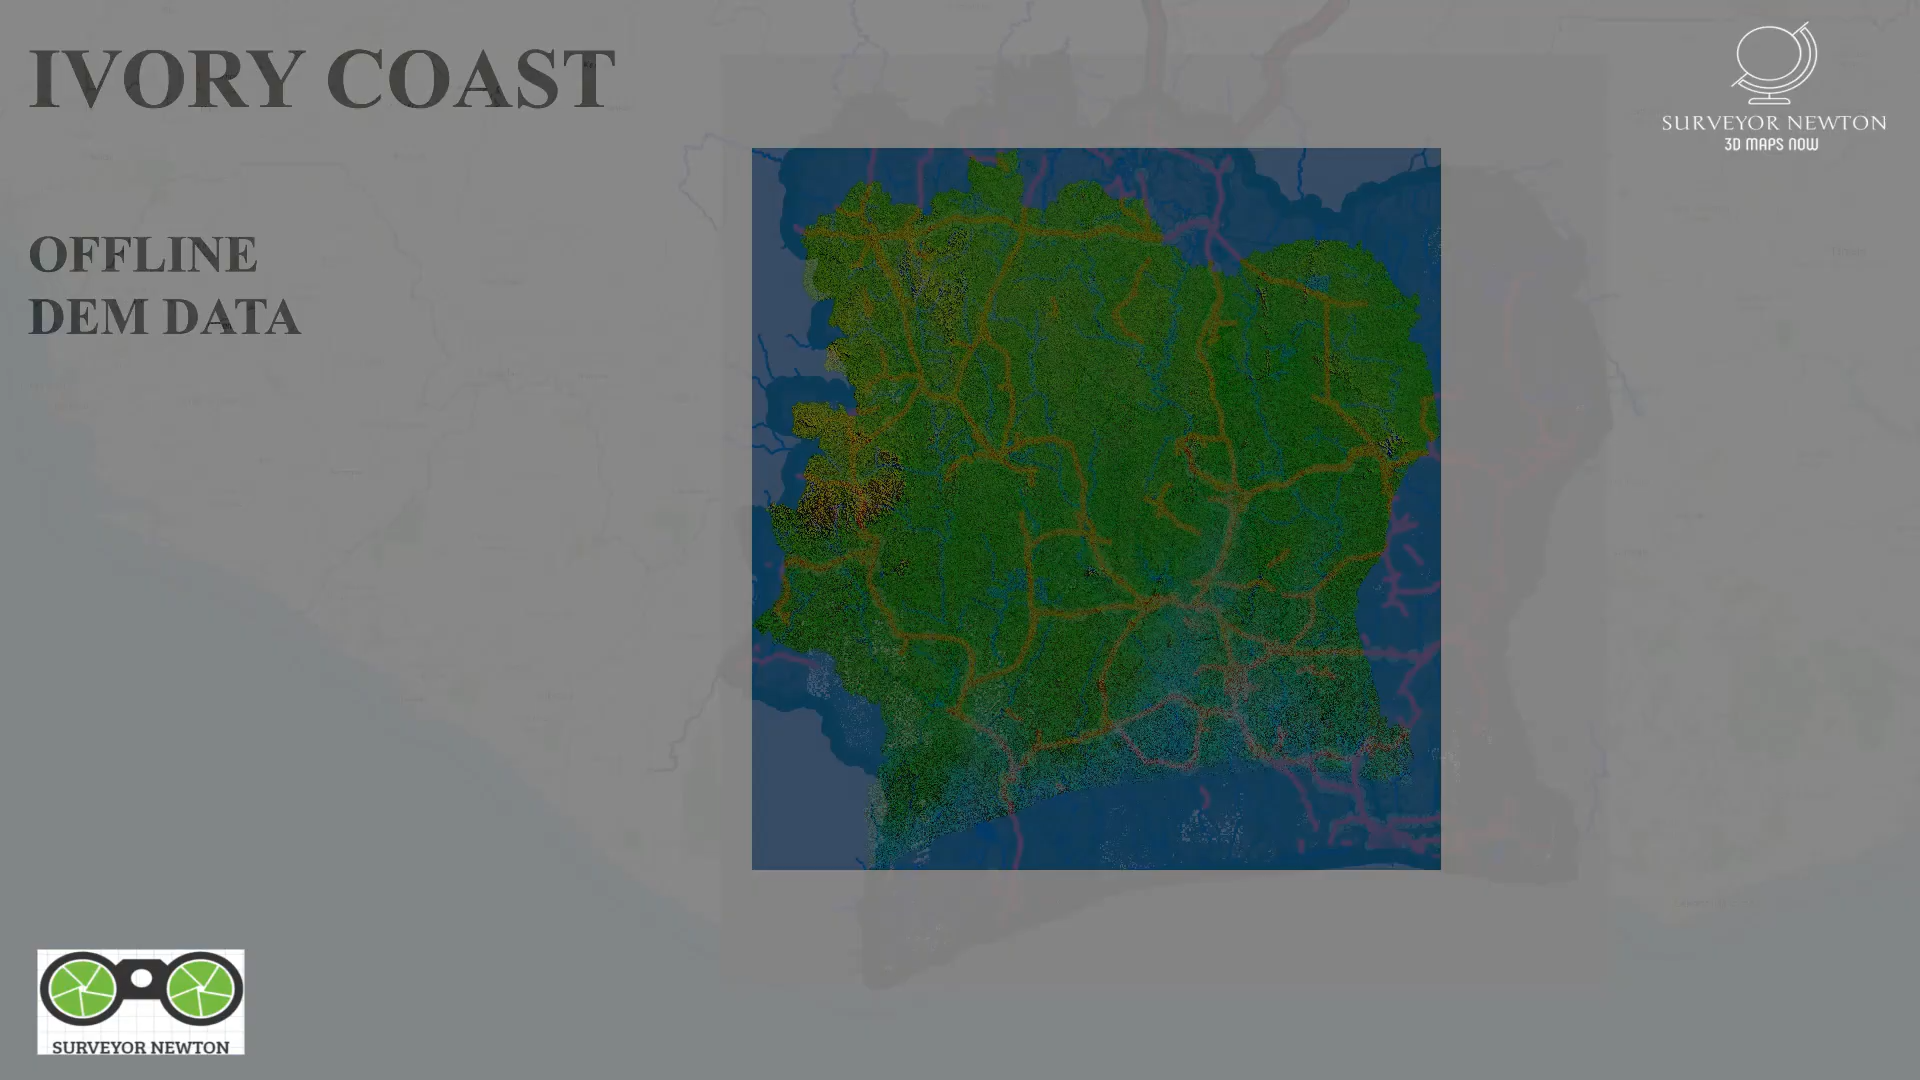 IVORY COAST
SURVEYOR NEWTON
3D MAPS NOW
OFFLINE
DEM DATA
SURVEYOR NEWTON